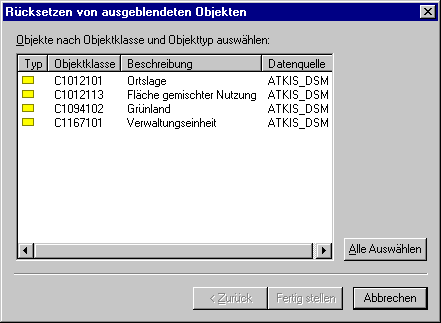 Rücksetzen von ausgeblendeten Objekten
Objekte nach Objektklasse und Objekttyp auswählen:
Typ Objektklasse Beschreibung Datenquelle
C1012101 Ortslage ATKIS_DSM
C1012113 Fläche gemischter Nutzung ATKIS_DSM
C1094102 Grünland ATKIS_DSM
C1167101 Verwaltungseinheit ATKIS_DSM
Alle Auswählen
< Zurück Fertig stellen Abbrechen